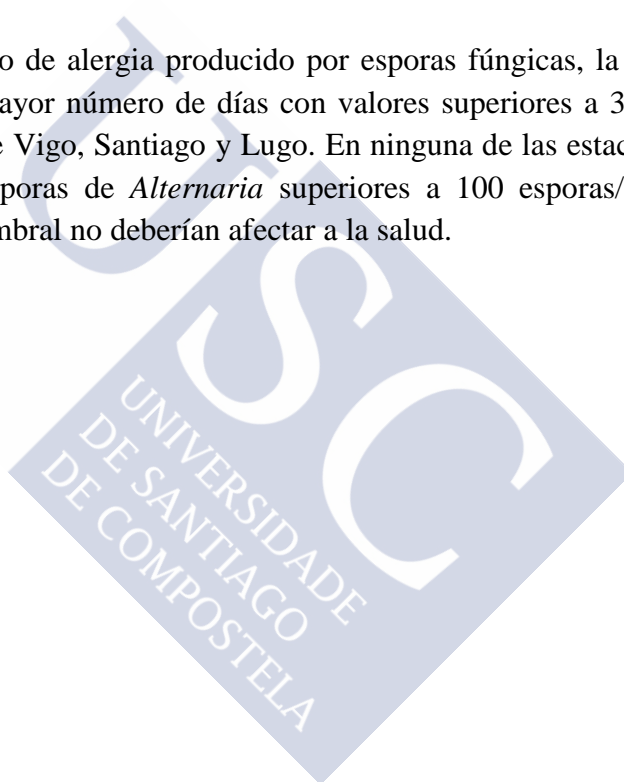 o de alergia producido por esporas fúngicas, la
ayor número de días con valores superiores a 3
e Vigo, Santiago y Lugo. En ninguna de las estac
poras de Alternaria superiores a 100 esporas/
mbral no deberían afectar a la salud.
USC
UNIVERSIDADE
DE SANTIAGO
DE COMPOSTELA